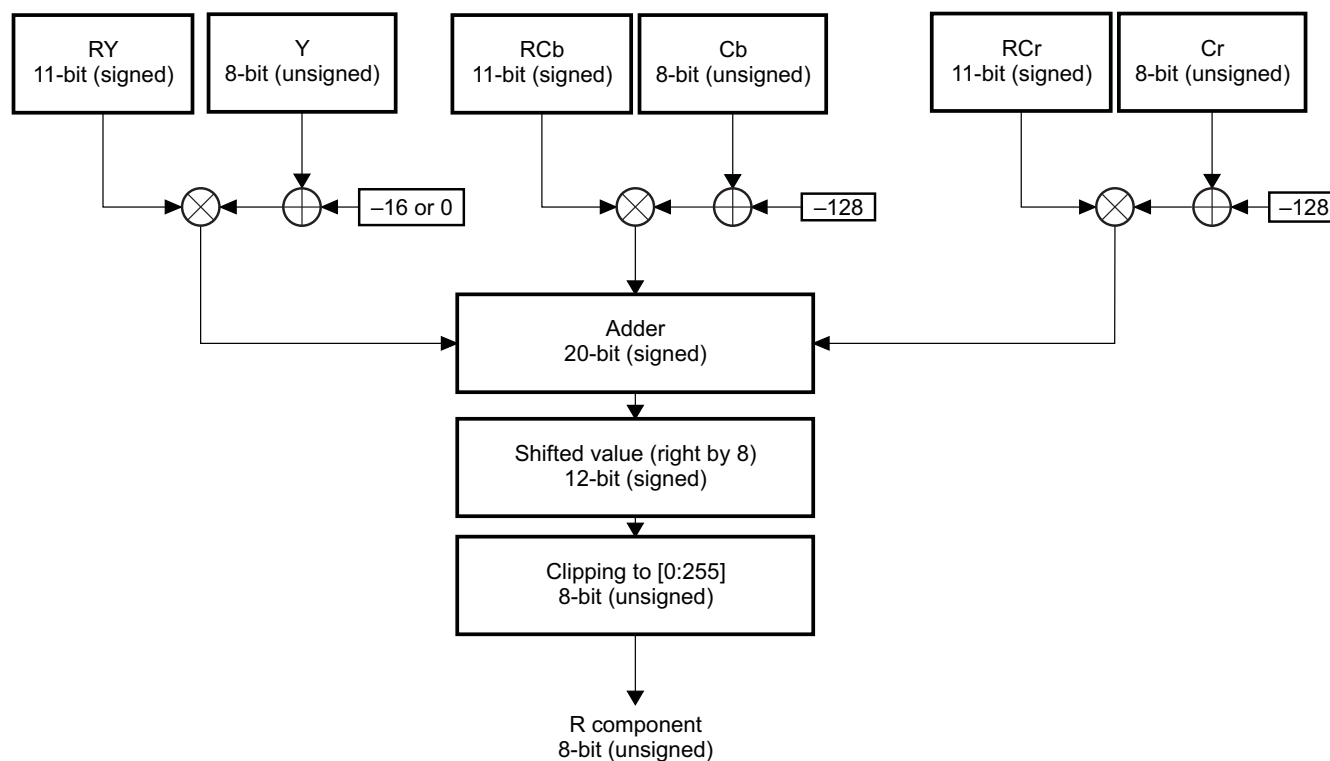 RY
11-bit (signed)
Y
8-bit (unsigned)
RCb
11-bit (signed)
Cb
8-bit (unsigned)
RCr
11-bit (signed)
Cr
8-bit (unsigned)
–16 or 0
–128
–128
Adder
20-bit (signed)
Shifted value (right by 8)
12-bit (signed)
Clipping to [0:255]
8-bit (unsigned)
R component
8-bit (unsigned)